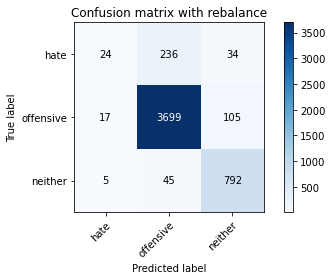 Confusion matrix with rebalance
True label
hate
offensive
neither
24 236 34
17 3699 105
5 45 792
hate
offensive
neither
Predicted label
3500
3000
2500
2000
1500
1000
500